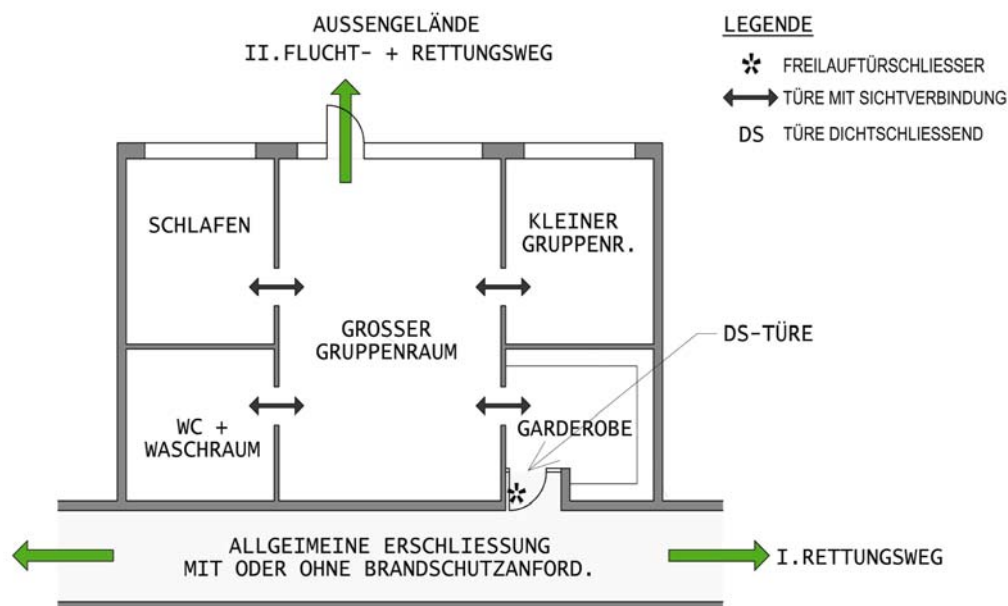 AUSSENGELÄNDE
II.FLUCHT- + RETTUNGSWEG
LEGENDE
* FREILAUFTÜRSCHLIESSER
TÜRE MIT SICHTVERBINDUNG
DS TÜRE DICHTSCHLIESSEND
SCHLAFEN
KLEINER
GRUPPENR.
GROSSER
GRUPPENRAUM
DS-TÜRE
WC +
WASCHRAUM
GARDEROBE
*
ALLGEIMEINE ERSCHLIESSUNG
MIT ODER OHNE BRANDSCHUTZANFORD.
I.RETTUNGSWEG